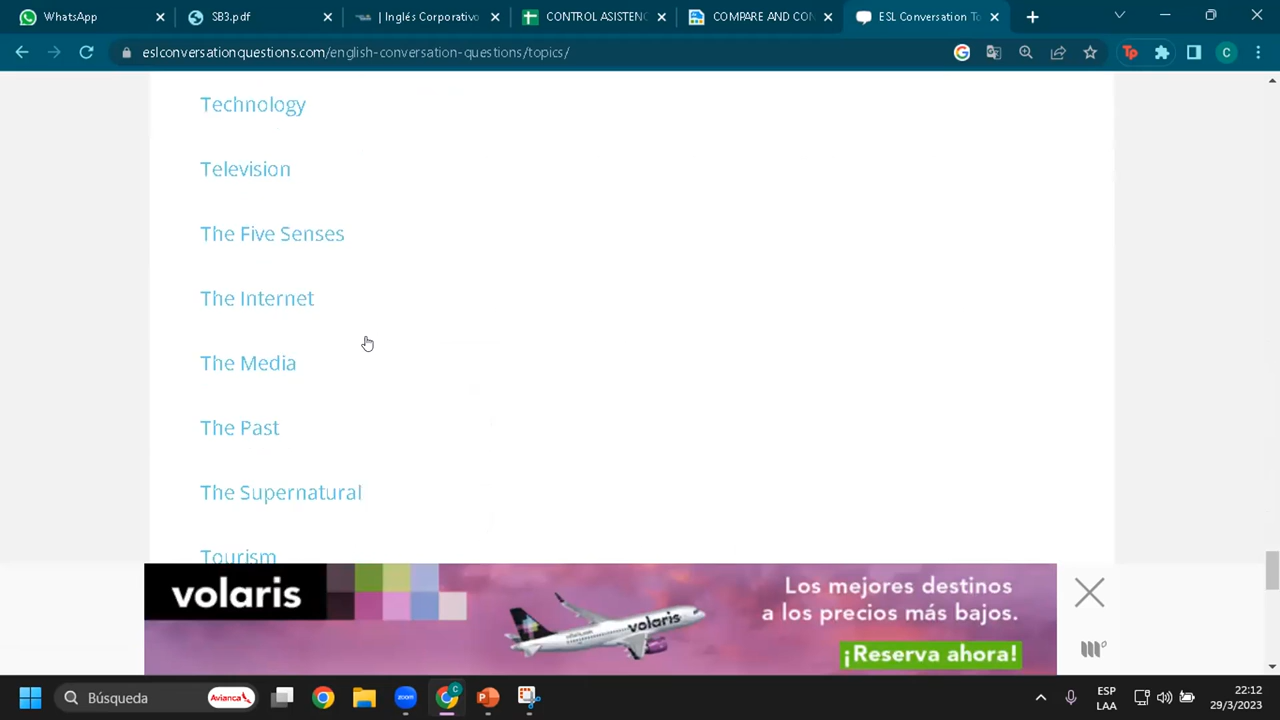 WhatsApp
SB3.pdf
| Inglés Corporativo
CONTROL ASISTENC
COMPARE AND CON
ESL Conversation To
eslconversationquestions.com/english-conversation-questions/topics/
C
Technology
Television
The Five Senses
The Internet
The Media
The Past
The Supernatural
Tourism
volaris
volaris
Los mejores destinos
a los precios más bajos.
¡Reserva ahora!
Búsqueda
Avianca
zoom
C
ESP
LAA
22:12
29/3/2023